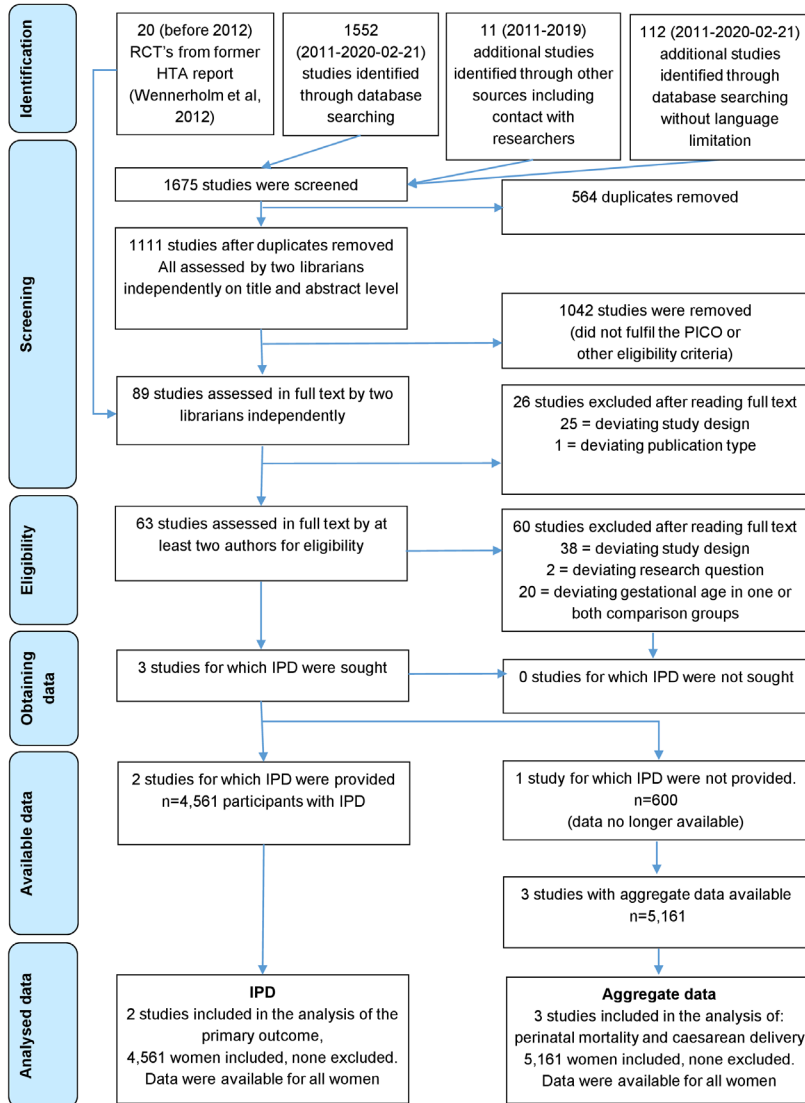 Identification
20 (before 2012)
RCT's from former
HTA report
(Wennerholm et al,
2012)
1552
(2011-2020-02-21)
studies identified
through database
searching
11 (2011-2019)
additional studies
identified through other
sources including
contact with
researchers
112 (2011-2020-02-21)
additional studies
identified through
database searching
without language
limitation
Screening
1675 studies were screened
564 duplicates removed
1111 studies after duplicates removed
All assessed by two librarians
independently on title and abstract level
1042 studies were removed
(did not fulfil the PICO or
other eligibility criteria)
89 studies assessed in full text by two
librarians independently
26 studies excluded after reading full text
25 = deviating study design
1 = deviating publication type
Eligibility
63 studies assessed in full text by at
least two authors for eligibility
60 studies excluded after reading full text
38 = deviating study design
2 = deviating research question
20 = deviating gestational age in one or
both comparison groups
Obtaining
data
3 studies for which IPD were sought
0 studies for which IPD were not sought
Available data
2 studies for which IPD were provided
n=4,561 participants with IPD
1 study for which IPD were not provided.
n=600
(data no longer available)
3 studies with aggregate data available
n=5,161
Analysed data
IPD
2 studies included in the analysis of the
primary outcome,
4,561 women included, none excluded.
Data were available for all women
Aggregate data
3 studies included in the analysis of:
perinatal mortality and caesarean delivery
5,161 women included, none excluded.
Data were available for all women